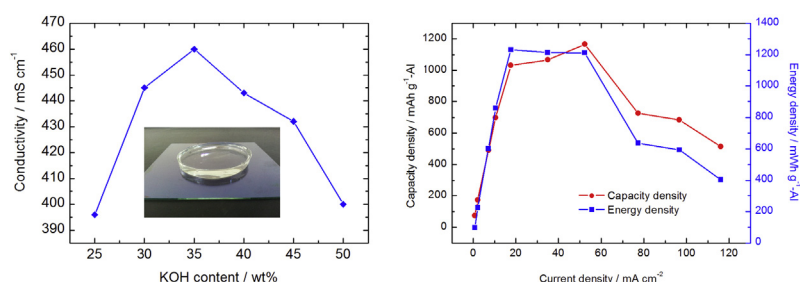 470
460
450
440
430
420
410
400
390
Conductivity / mS cm⁻¹
25 30 35 40 45 50
KOH content / wt%
1200
1000
800
600
400
200
0
Capacity density / mAh g⁻¹-Al
1400
1200
1000
800
600
400
200
0
Energy density / mWh g⁻¹-Al
Capacity density
Energy density
0 20 40 60 80 100 120
Current density / mA cm⁻²